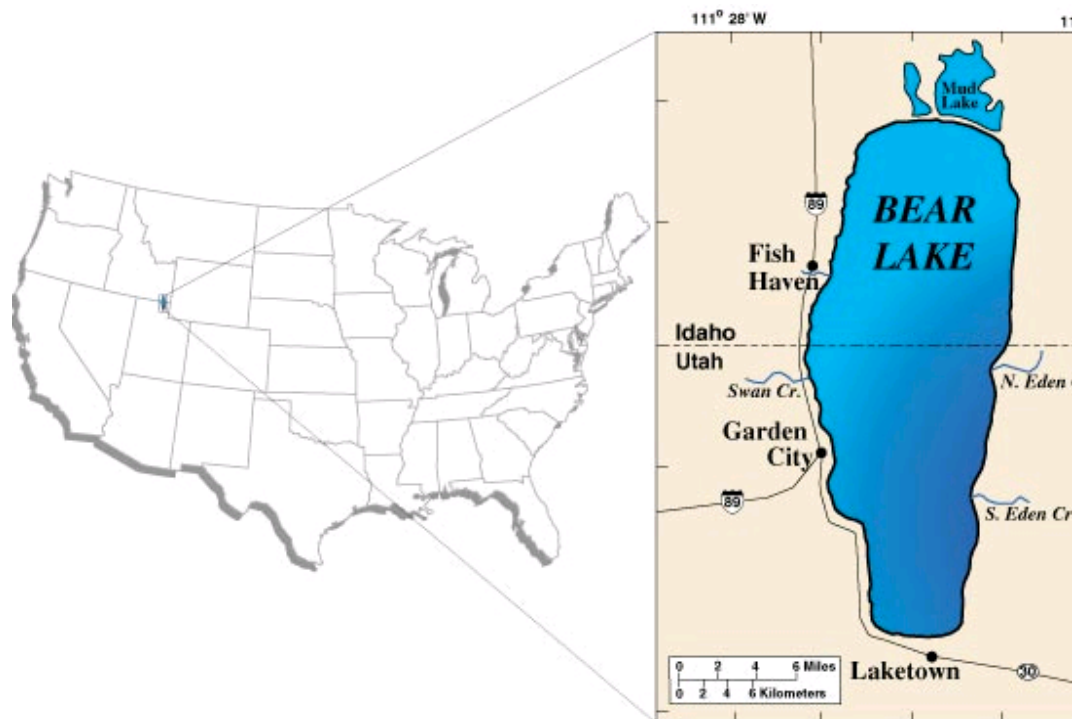 111° 28' W
11
Mud
Lake
BEAR
LAKE
89
Fish
Haven
Idaho
Utah
Swan Cr.
N. Eden
Garden
City
89
S. Eden Cr
Laketown
30
0 2 4 6 Miles
0 2 4 6 Kilometers